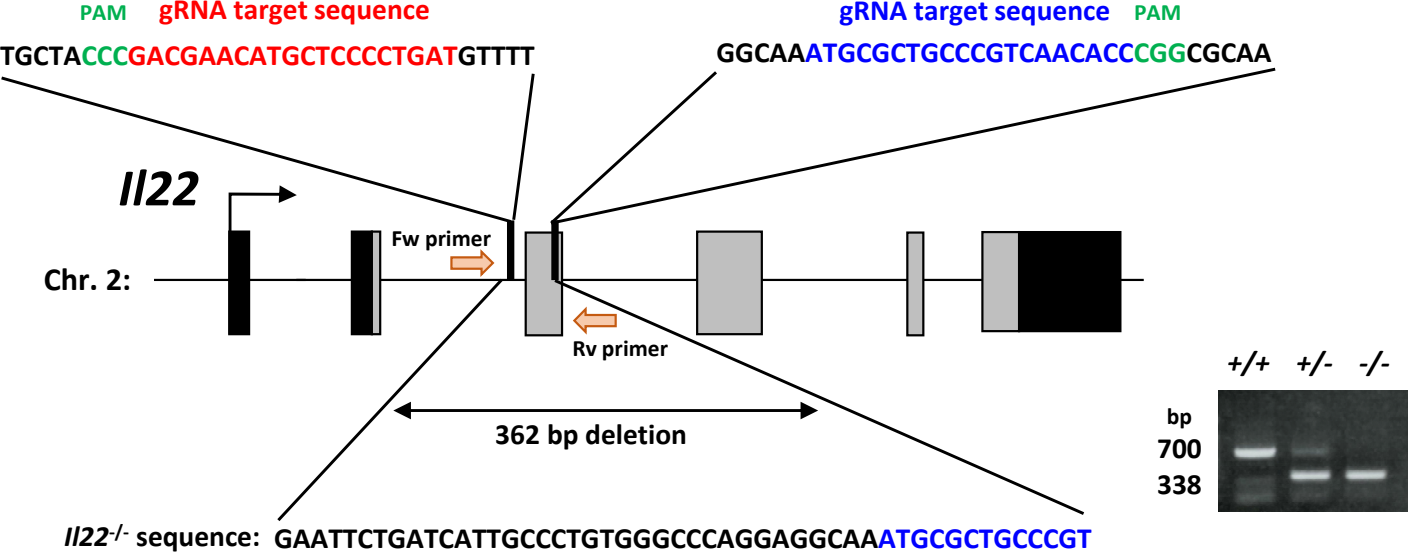 PAM gRNA target sequence
TGCTACCCGACGAACATGCTCCCCTGATGTTTT
gRNA target sequence PAM
GGCAAATGCGCTGCCCGTCAACACCCGGCGCAA
Il22
Fw primer
Chr. 2:
Rv primer
362 bp deletion
+/+ +/- -/-
bp
700
338
Il22-/- sequence: GAATTCTGATCATTGCCCTGTGGGCCCAGGAGGCAAATGCGCTGCCCGT